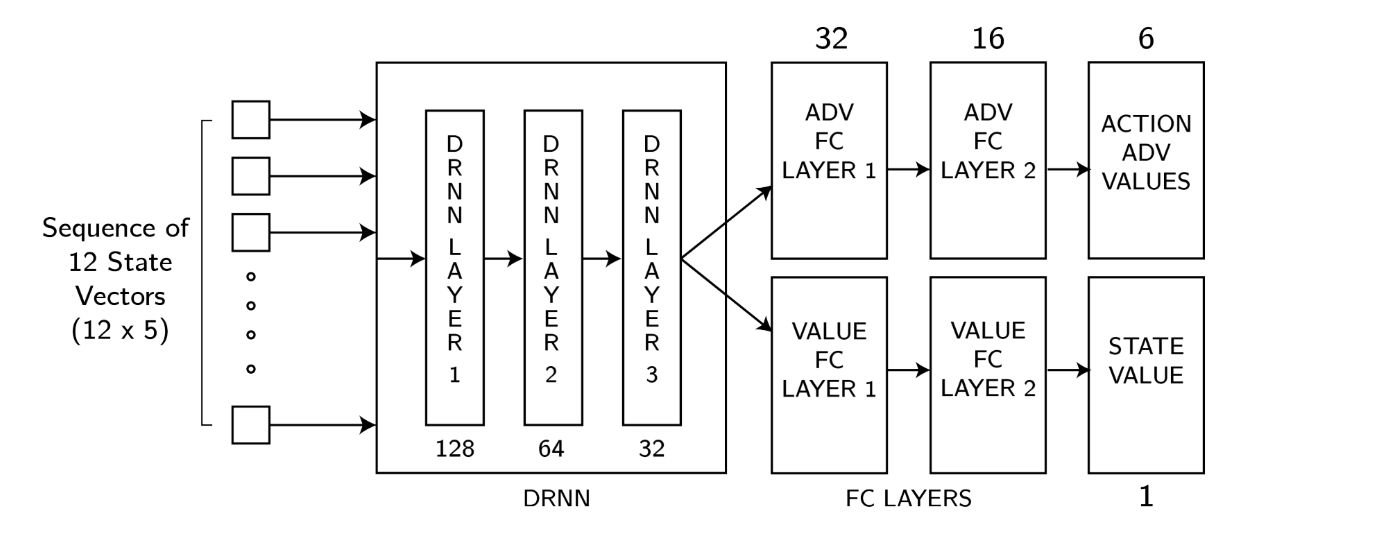 Sequence of
12 State
Vectors
(12 x 5)
DRNN LAYER 1
128
DRNN LAYER 2
64
DRNN LAYER 3
32
DRNN
32
ADV
FC
LAYER 1
16
ADV
FC
LAYER 2
6
ACTION
ADV
VALUES
VALUE
FC
LAYER 1
VALUE
FC
LAYER 2
STATE
VALUE
FC LAYERS
1